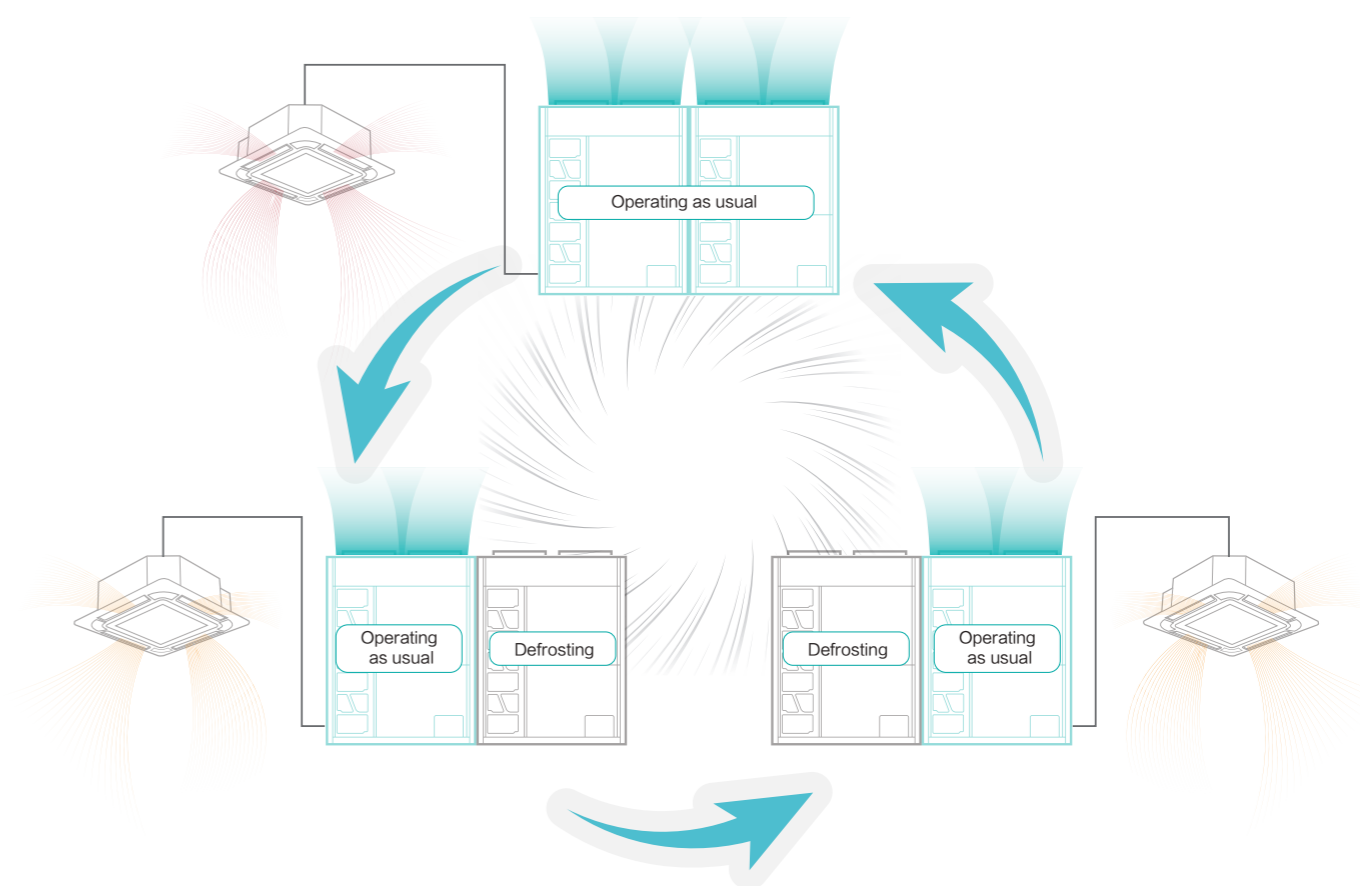 Operating as usual
Operating
as usual
Defrosting
Defrosting
Operating
as usual